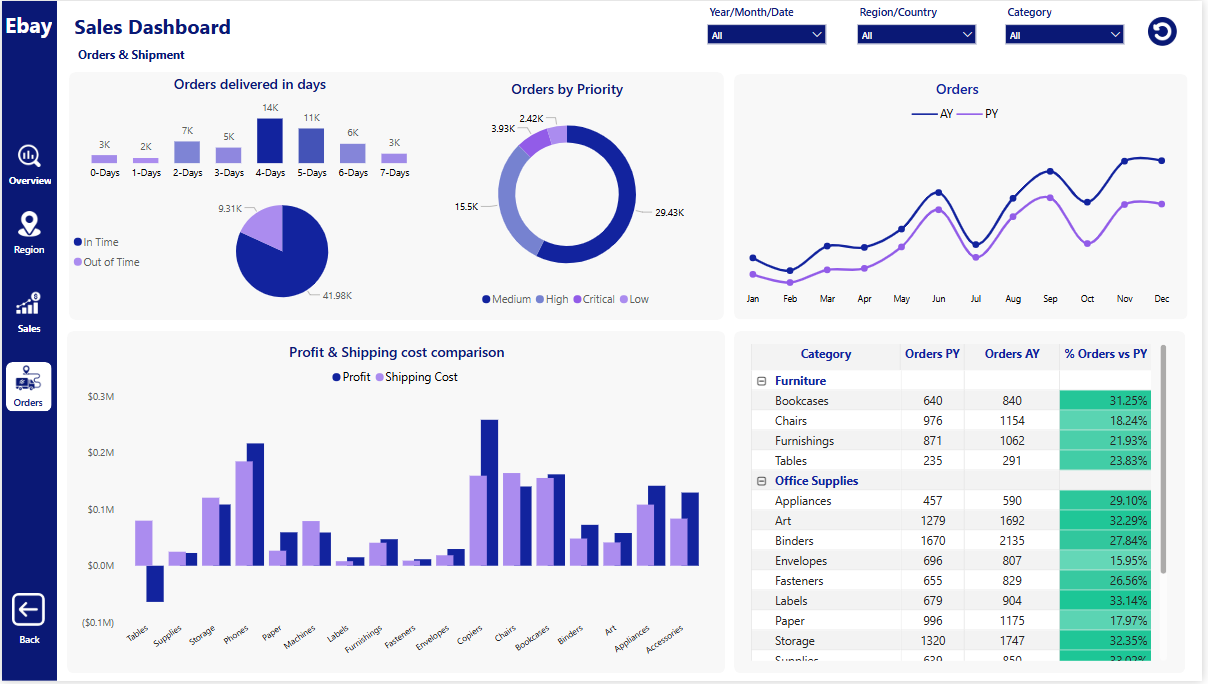 Ebay
Sales Dashboard
Orders & Shipment
Year/Month/Date
All
Region/Country
All
Category
All
Overview
Region
Sales
Orders
Back
Orders delivered in days
3K
2K
7K
5K
14K
11K
6K
3K
0-Days
1-Days
2-Days
3-Days
4-Days
5-Days
6-Days
7-Days
In Time
Out of Time
9.31K
41.98K
Orders by Priority
2.42K
3.93K
15.5K
29.43K
Medium High Critical Low
Orders
AY PY
Jan Feb Mar Apr May Jun Jul Aug Sep Oct Nov Dec
Profit & Shipping cost comparison
Profit Shipping Cost
$0.3M
$0.2M
$0.1M
$0.0M
($0.1M)
Tables
Supplies
Storage
Phones
Paper
Machines
Labels
Furnishings
Fasteners
Envelopes
Copiers
Chairs
Bookcases
Binders
Art
Appliances
Accessories
Category Orders PY Orders AY % Orders vs PY
Furniture
Bookcases 640 840 31.25%
Chairs 976 1154 18.24%
Furnishings 871 1062 21.93%
Tables 235 291 23.83%
Office Supplies
Appliances 457 590 29.10%
Art 1279 1692 32.29%
Binders 1670 2135 27.84%
Envelopes 696 807 15.95%
Fasteners 655 829 26.56%
Labels 679 904 33.14%
Paper 996 1175 17.97%
Storage 1320 1747 32.35%
Supplies 639 850 33.02%